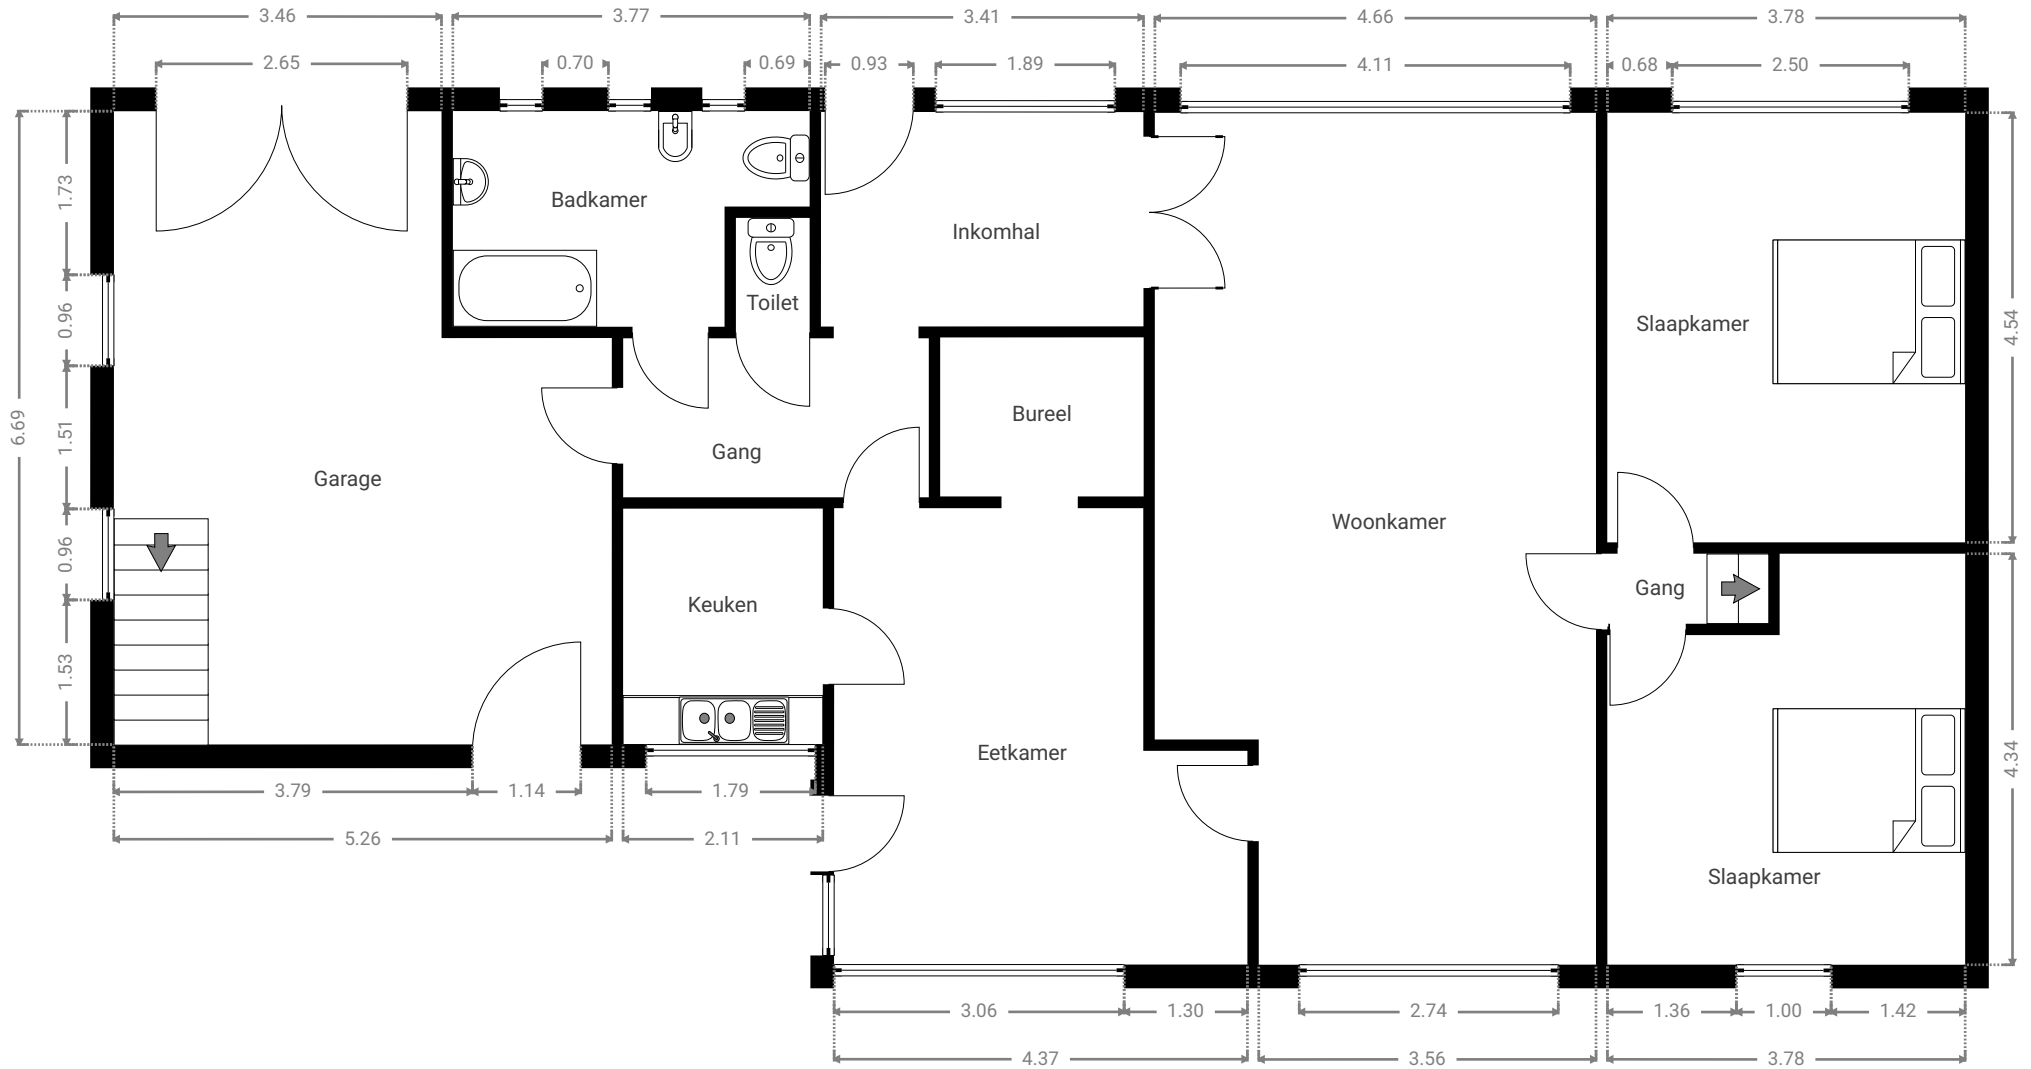 3.46
3.77
3.41
4.66
3.78
2.65
0.70
0.69
0.93
1.89
4.11
0.68
2.50
1.73
Badkamer
Inkomhal
Toilet
0.96
Slaapkamer
4.54
6.69
1.51
Bureel
Gang
Garage
Woonkamer
0.96
Keuken
Gang
1.53
Eetkamer
4.34
3.79
1.14
1.79
5.26
2.11
Slaapkamer
3.06
1.30
2.74
1.36
1.00
1.42
4.37
3.56
3.78